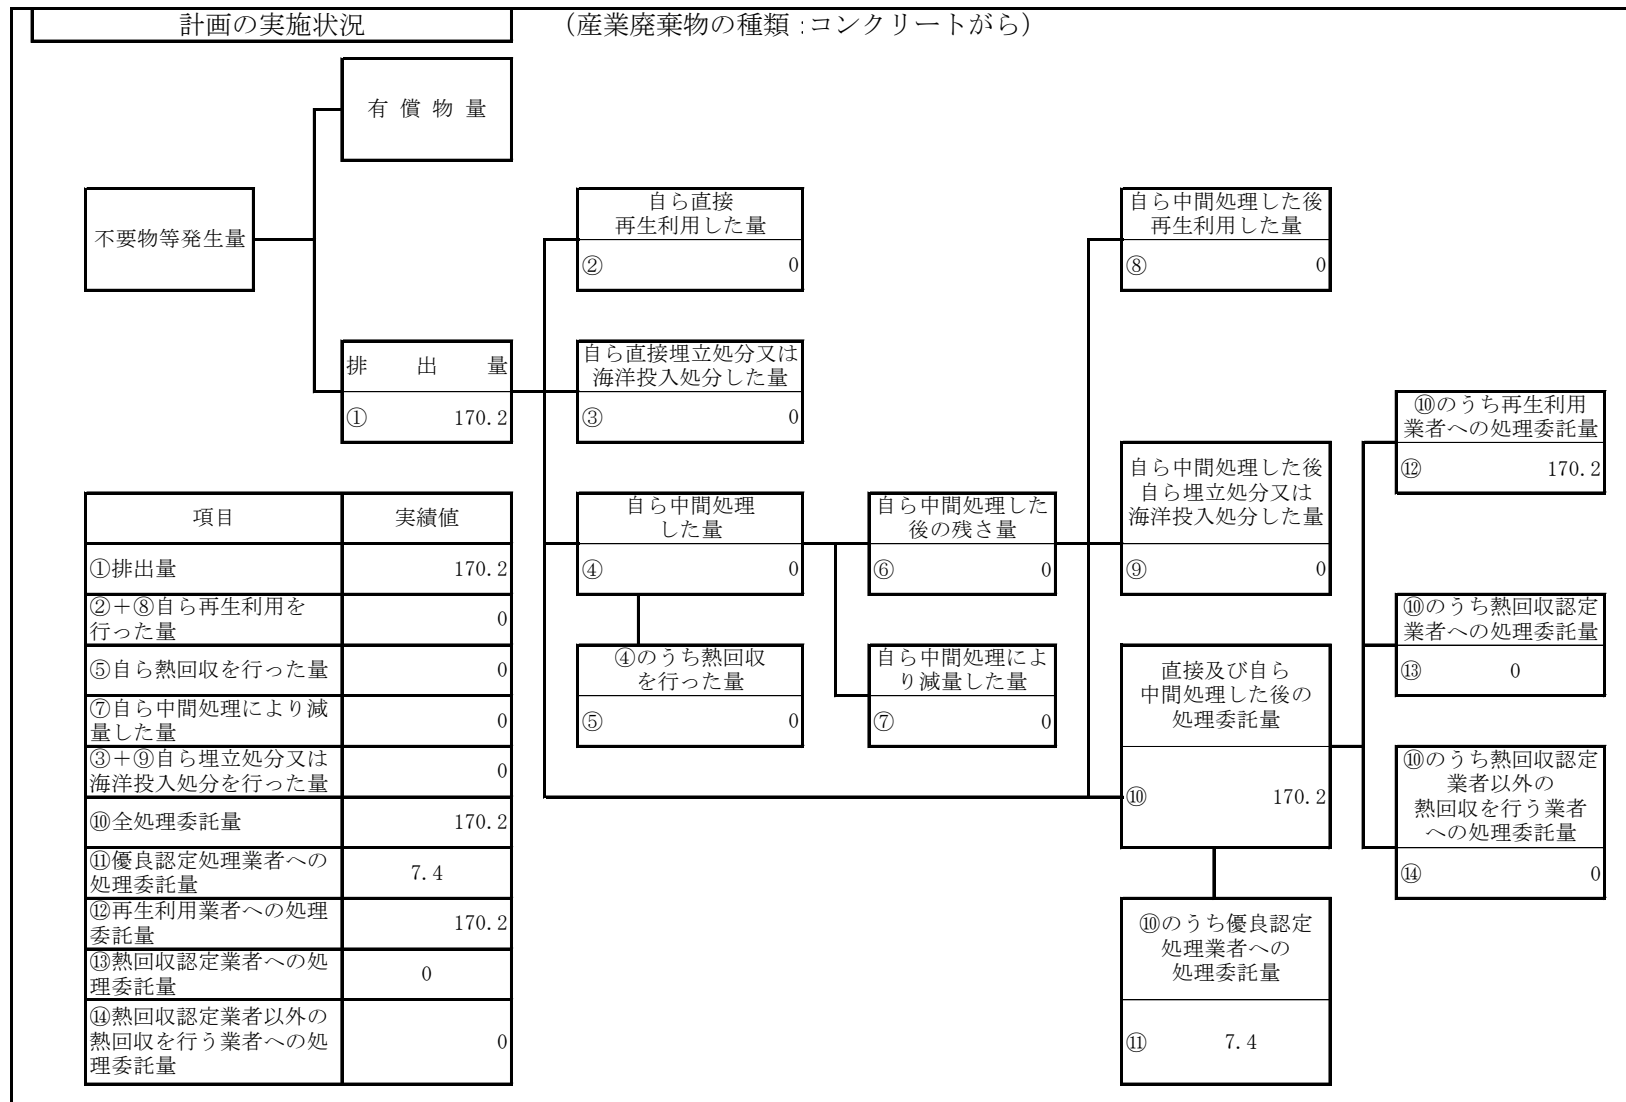 計画の実施状況
（産業廃棄物の種類：コンクリートがら）
有償物量
不要物等発生量
自ら直接
再生利用した量
② 0
自ら中間処理した後
再生利用した量
⑧ 0
排出量
① 170.2
自ら直接埋立処分又は
海洋投入処分した量
③ 0
⑩のうち再生利用
業者への処理委託量
⑫ 170.2
自ら中間処理した後
自ら埋立処分又は
海洋投入処分した量
⑨ 0
自ら中間処理
した量
④ 0
自ら中間処理した
後の残さ量
⑥ 0
⑩のうち熱回収認定
業者への処理委託量
⑬ 0
④のうち熱回収
を行った量
⑤ 0
自ら中間処理によ
り減量した量
⑦ 0
直接及び自ら
中間処理した後の
処理委託量
⑩ 170.2
⑩のうち熱回収認定
業者以外の
熱回収を行う業者
への処理委託量
⑭ 0
⑩のうち優良認定
処理業者への
処理委託量
⑪ 7.4
項目 実績値
①排出量 170.2
②＋⑧自ら再生利用を
行った量 0
⑤自ら熱回収を行った量 0
⑦自ら中間処理により減
量した量 0
③＋⑨自ら埋立処分又は
海洋投入処分を行った量 0
⑩全処理委託量 170.2
⑪優良認定処理業者への
処理委託量 7.4
⑫再生利用業者への処理
委託量 170.2
⑬熱回収認定業者への処
理委託量 0
⑭熱回収認定業者以外の
熱回収を行う業者への処
理委託量 0